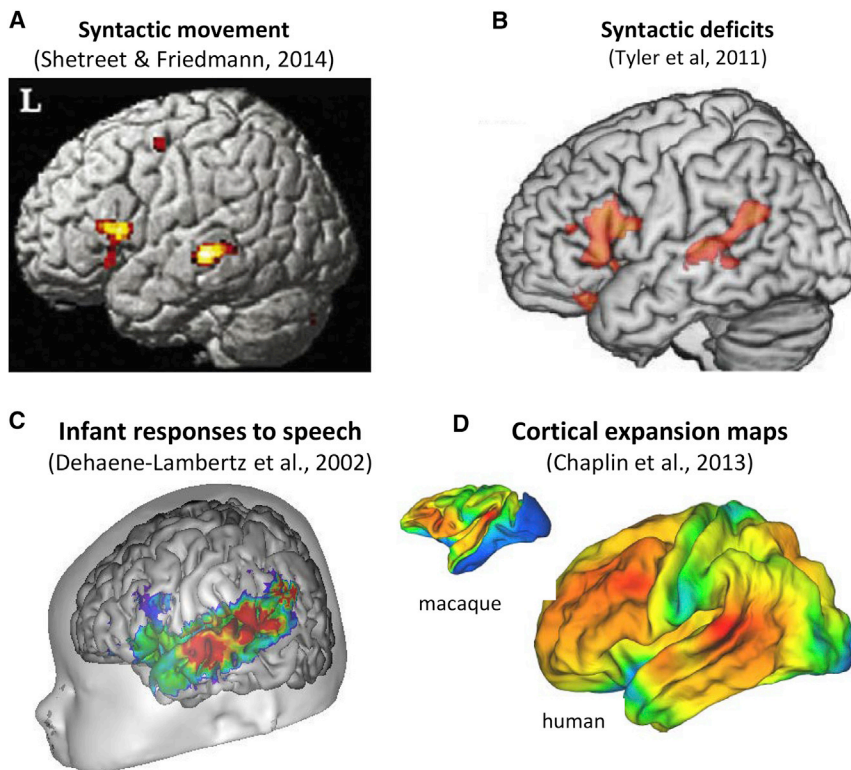 A
Syntactic movement
(Shetreet & Friedmann, 2014)
L
B
Syntactic deficits
(Tyler et al, 2011)
C
Infant responses to speech
(Dehaene-Lambertz et al., 2002)
D
Cortical expansion maps
(Chaplin et al., 2013)
macaque
human